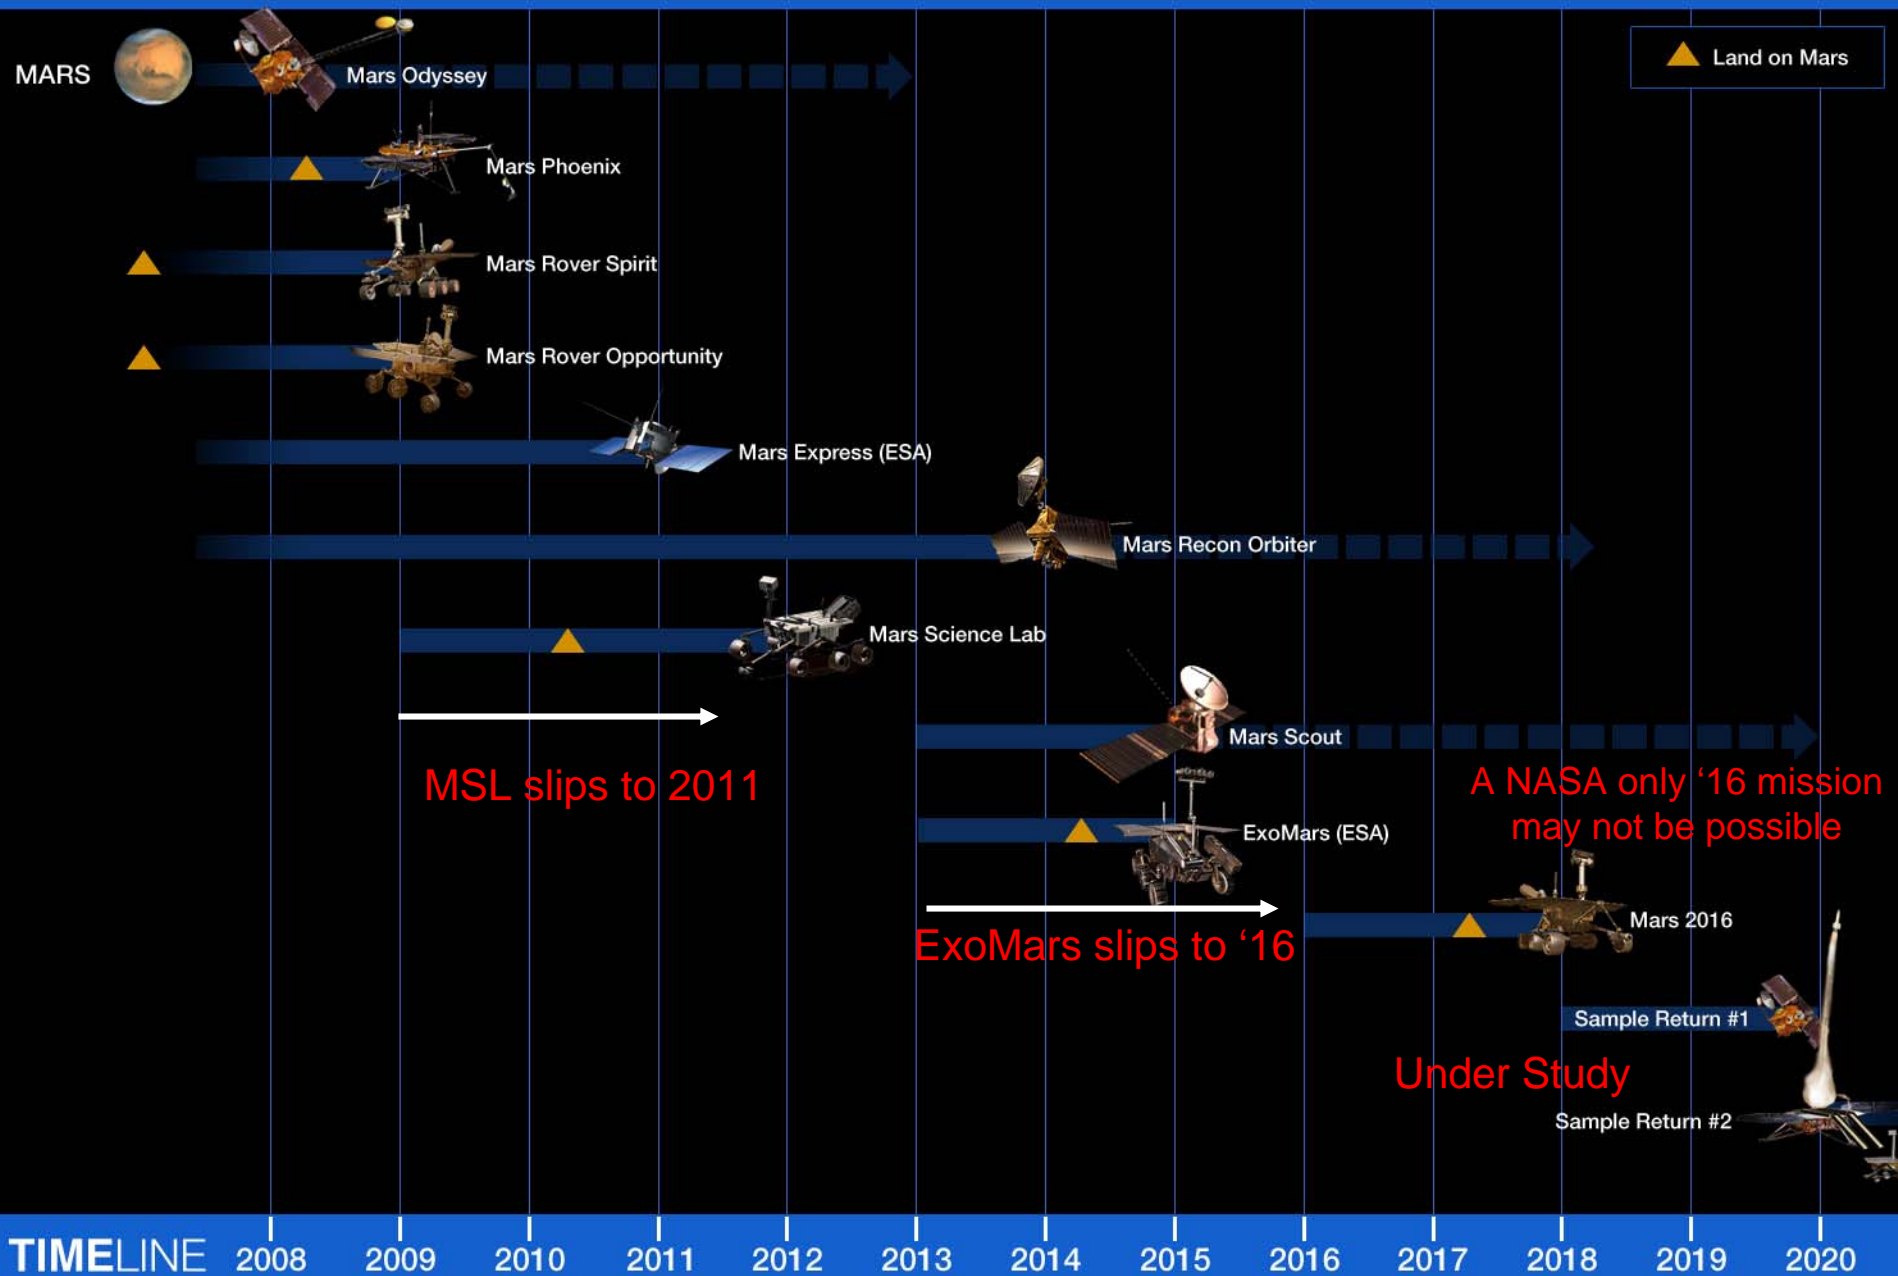 MARS
Mars Odyssey
Land on Mars
Mars Phoenix
Mars Rover Spirit
Mars Rover Opportunity
Mars Express (ESA)
Mars Recon Orbiter
Mars Science Lab
MSL slips to 2011
Mars Scout
A NASA only ‘16 mission
may not be possible
ExoMars (ESA)
ExoMars slips to ‘16
Mars 2016
Sample Return #1
Under Study
Sample Return #2
TIMELINE 2008 2009 2010 2011 2012 2013 2014 2015 2016 2017 2018 2019 2020